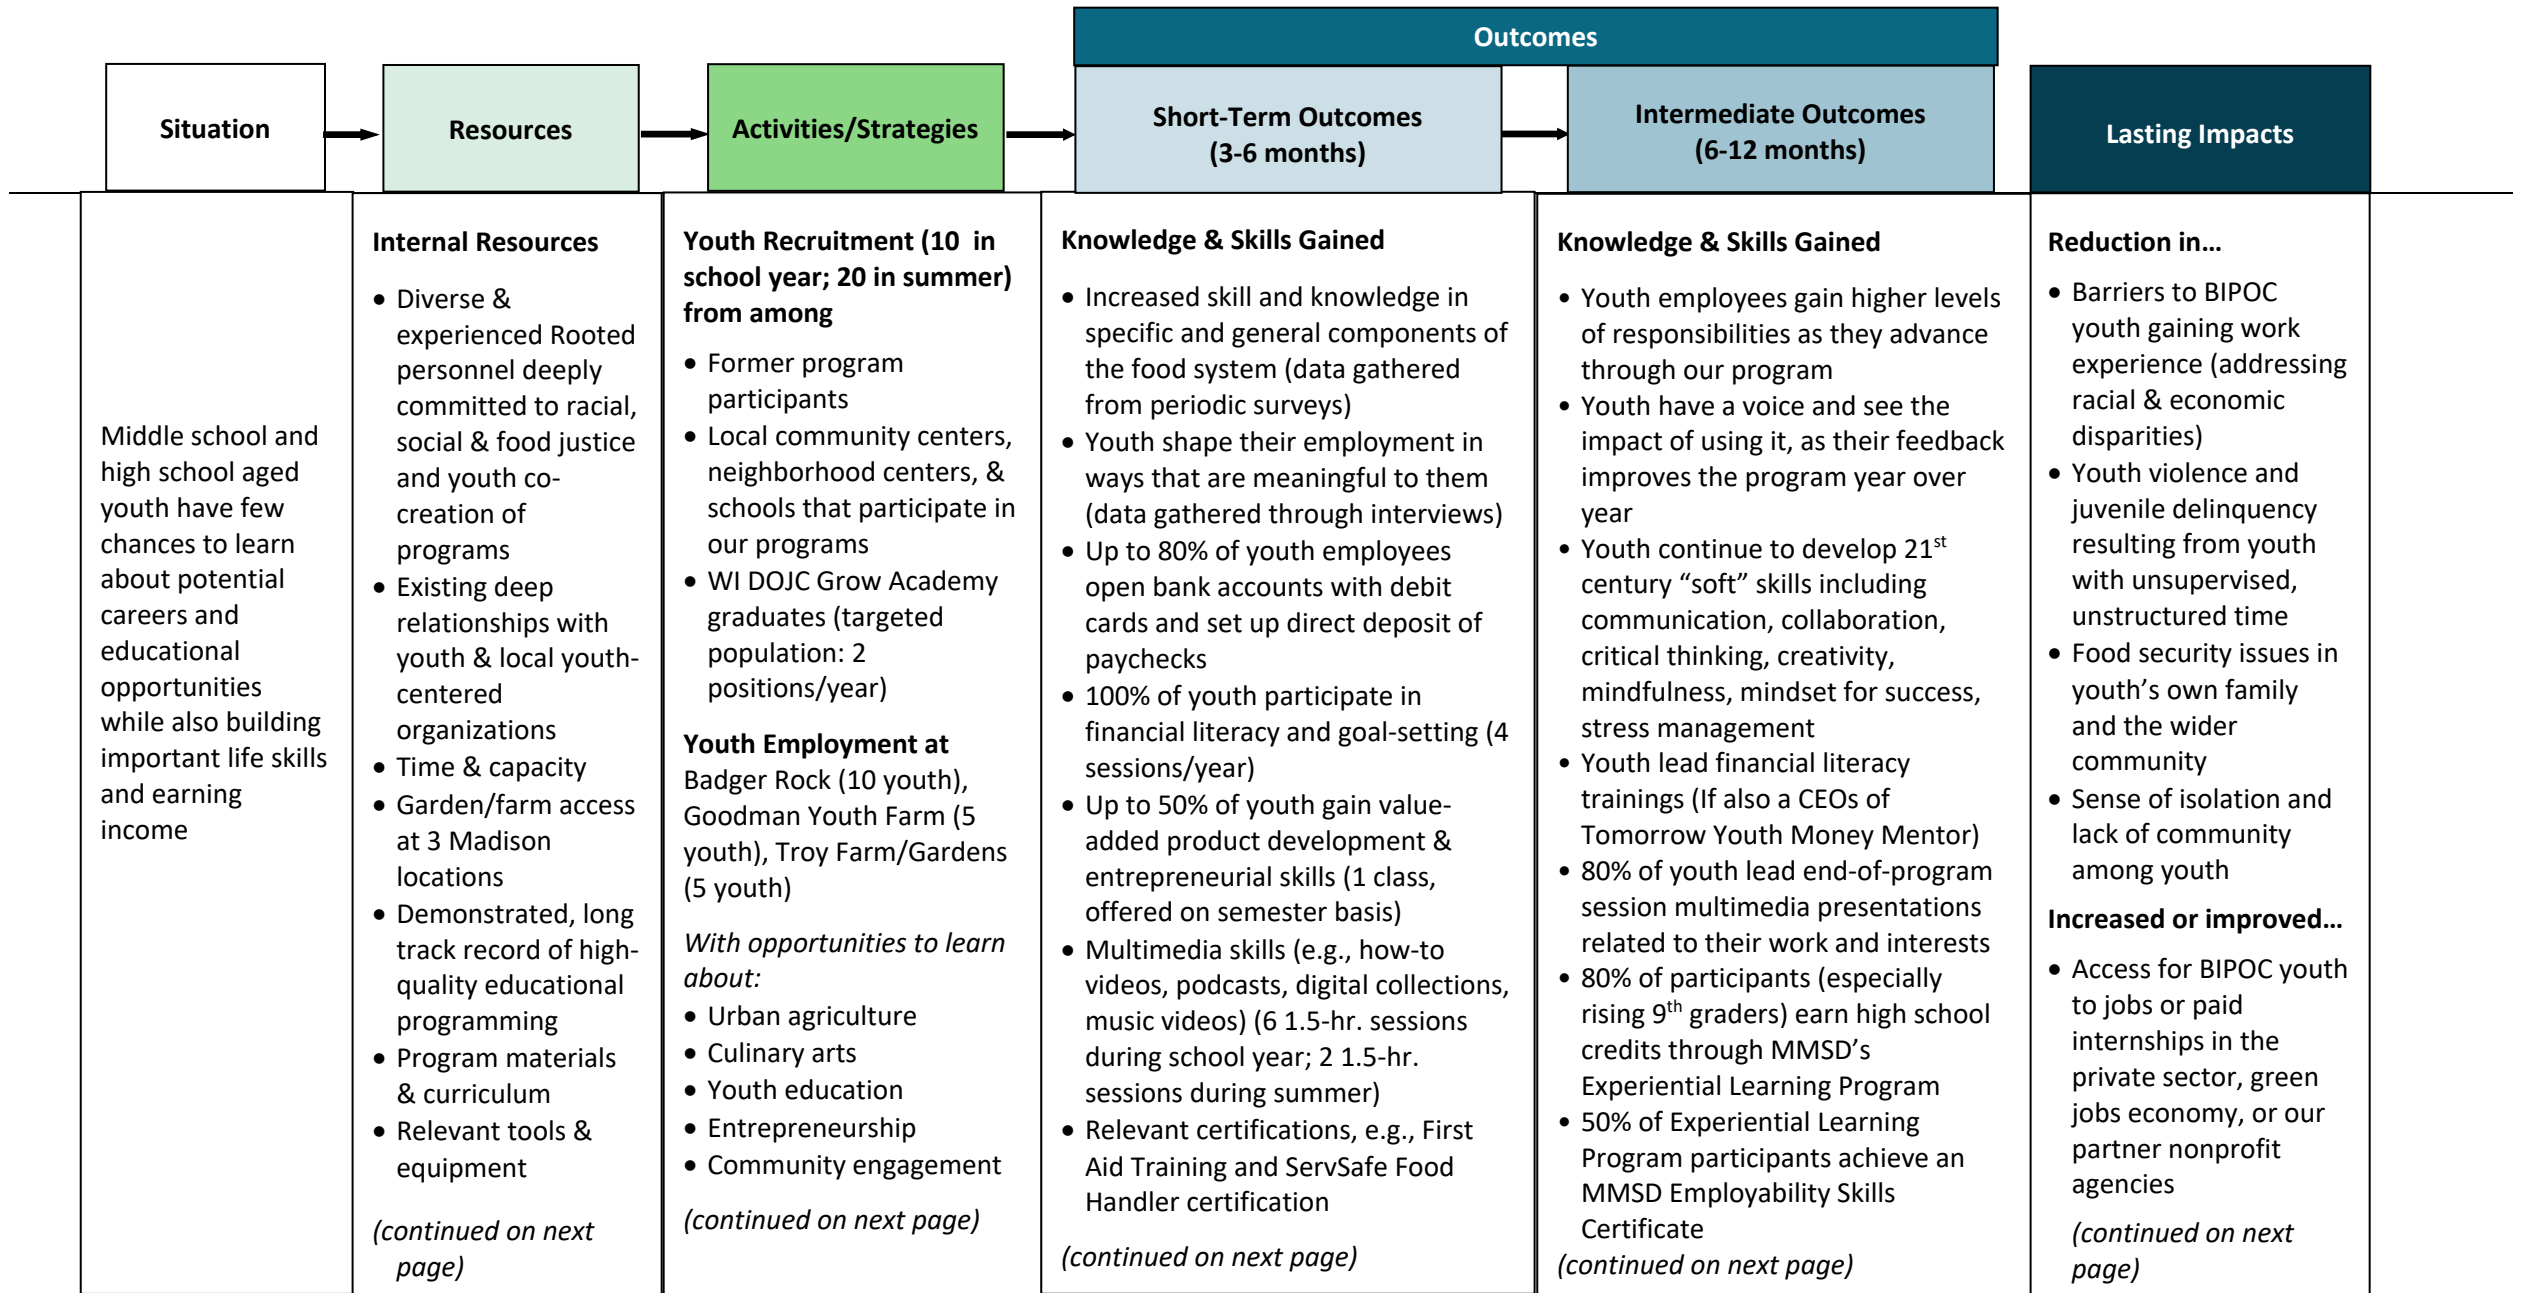 Outcomes
Situation
Resources
Activities/Strategies
Short-Term Outcomes
(3-6 months)
Intermediate Outcomes
(6-12 months)
Lasting Impacts
Middle school and
high school aged
youth have few
chances to learn
about potential
careers and
educational
opportunities
while also building
important life skills
and earning
income
Internal Resources
• Diverse &
experienced Rooted
personnel deeply
committed to racial,
social & food justice
and youth co-
creation of
programs
• Existing deep
relationships with
youth & local youth-
centered
organizations
• Time & capacity
• Garden/farm access
at 3 Madison
locations
• Demonstrated, long
track record of high-
quality educational
programming
• Program materials
& curriculum
• Relevant tools &
equipment
(continued on next
page)
Youth Recruitment (10 in
school year; 20 in summer)
from among
• Former program
participants
• Local community centers,
neighborhood centers, &
schools that participate in
our programs
• WI DOJC Grow Academy
graduates (targeted
population: 2
positions/year)
Youth Employment at
Badger Rock (10 youth),
Goodman Youth Farm (5
youth), Troy Farm/Gardens
(5 youth)
With opportunities to learn
about:
• Urban agriculture
• Culinary arts
• Youth education
• Entrepreneurship
• Community engagement
(continued on next page)
Knowledge & Skills Gained
• Increased skill and knowledge in
specific and general components of
the food system (data gathered
from periodic surveys)
• Youth shape their employment in
ways that are meaningful to them
(data gathered through interviews)
• Up to 80% of youth employees
open bank accounts with debit
cards and set up direct deposit of
paychecks
• 100% of youth participate in
financial literacy and goal-setting (4
sessions/year)
• Up to 50% of youth gain value-
added product development &
entrepreneurial skills (1 class,
offered on semester basis)
• Multimedia skills (e.g., how-to
videos, podcasts, digital collections,
music videos) (6 1.5-hr. sessions
during school year; 2 1.5-hr.
sessions during summer)
• Relevant certifications, e.g., First
Aid Training and ServSafe Food
Handler certification
(continued on next page)
Knowledge & Skills Gained
• Youth employees gain higher levels
of responsibilities as they advance
through our program
• Youth have a voice and see the
impact of using it, as their feedback
improves the program year over
year
• Youth continue to develop 21st
century “soft” skills including
communication, collaboration,
critical thinking, creativity,
mindfulness, mindset for success,
stress management
• Youth lead financial literacy
trainings (If also a CEOs of
Tomorrow Youth Money Mentor)
• 80% of youth lead end-of-program
session multimedia presentations
related to their work and interests
• 80% of participants (especially
rising 9th graders) earn high school
credits through MMSD’s
Experiential Learning Program
• 50% of Experiential Learning
Program participants achieve an
MMSD Employability Skills
Certificate
(continued on next page)
Reduction in…
• Barriers to BIPOC
youth gaining work
experience (addressing
racial & economic
disparities)
• Youth violence and
juvenile delinquency
resulting from youth
with unsupervised,
unstructured time
• Food security issues in
youth’s own family
and the wider
community
• Sense of isolation and
lack of community
among youth
Increased or improved…
• Access for BIPOC youth
to jobs or paid
internships in the
private sector, green
jobs economy, or our
partner nonprofit
agencies
(continued on next
page)